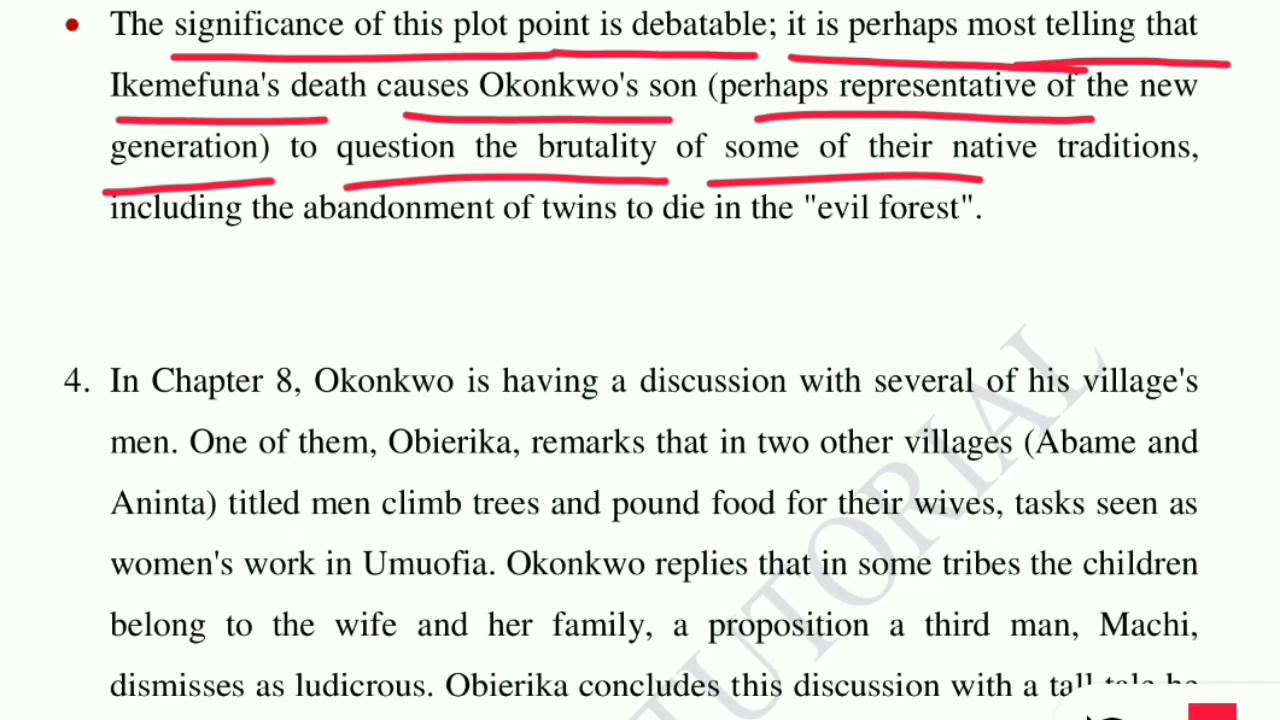 • The significance of this plot point is debatable; it is perhaps most telling that
Ikemefuna's death causes Okonkwo's son (perhaps representative of the new
generation) to question the brutality of some of their native traditions,
including the abandonment of twins to die in the "evil forest".
4. In Chapter 8, Okonkwo is having a discussion with several of his village's
men. One of them, Obierika, remarks that in two other villages (Abame and
Aninta) titled men climb trees and pound food for their wives, tasks seen as
women's work in Umuofia. Okonkwo replies that in some tribes the children
belong to the wife and her family, a proposition a third man, Machi,
dismisses as ludicrous. Obierika concludes this discussion with a tall tale he
TUTORIAL